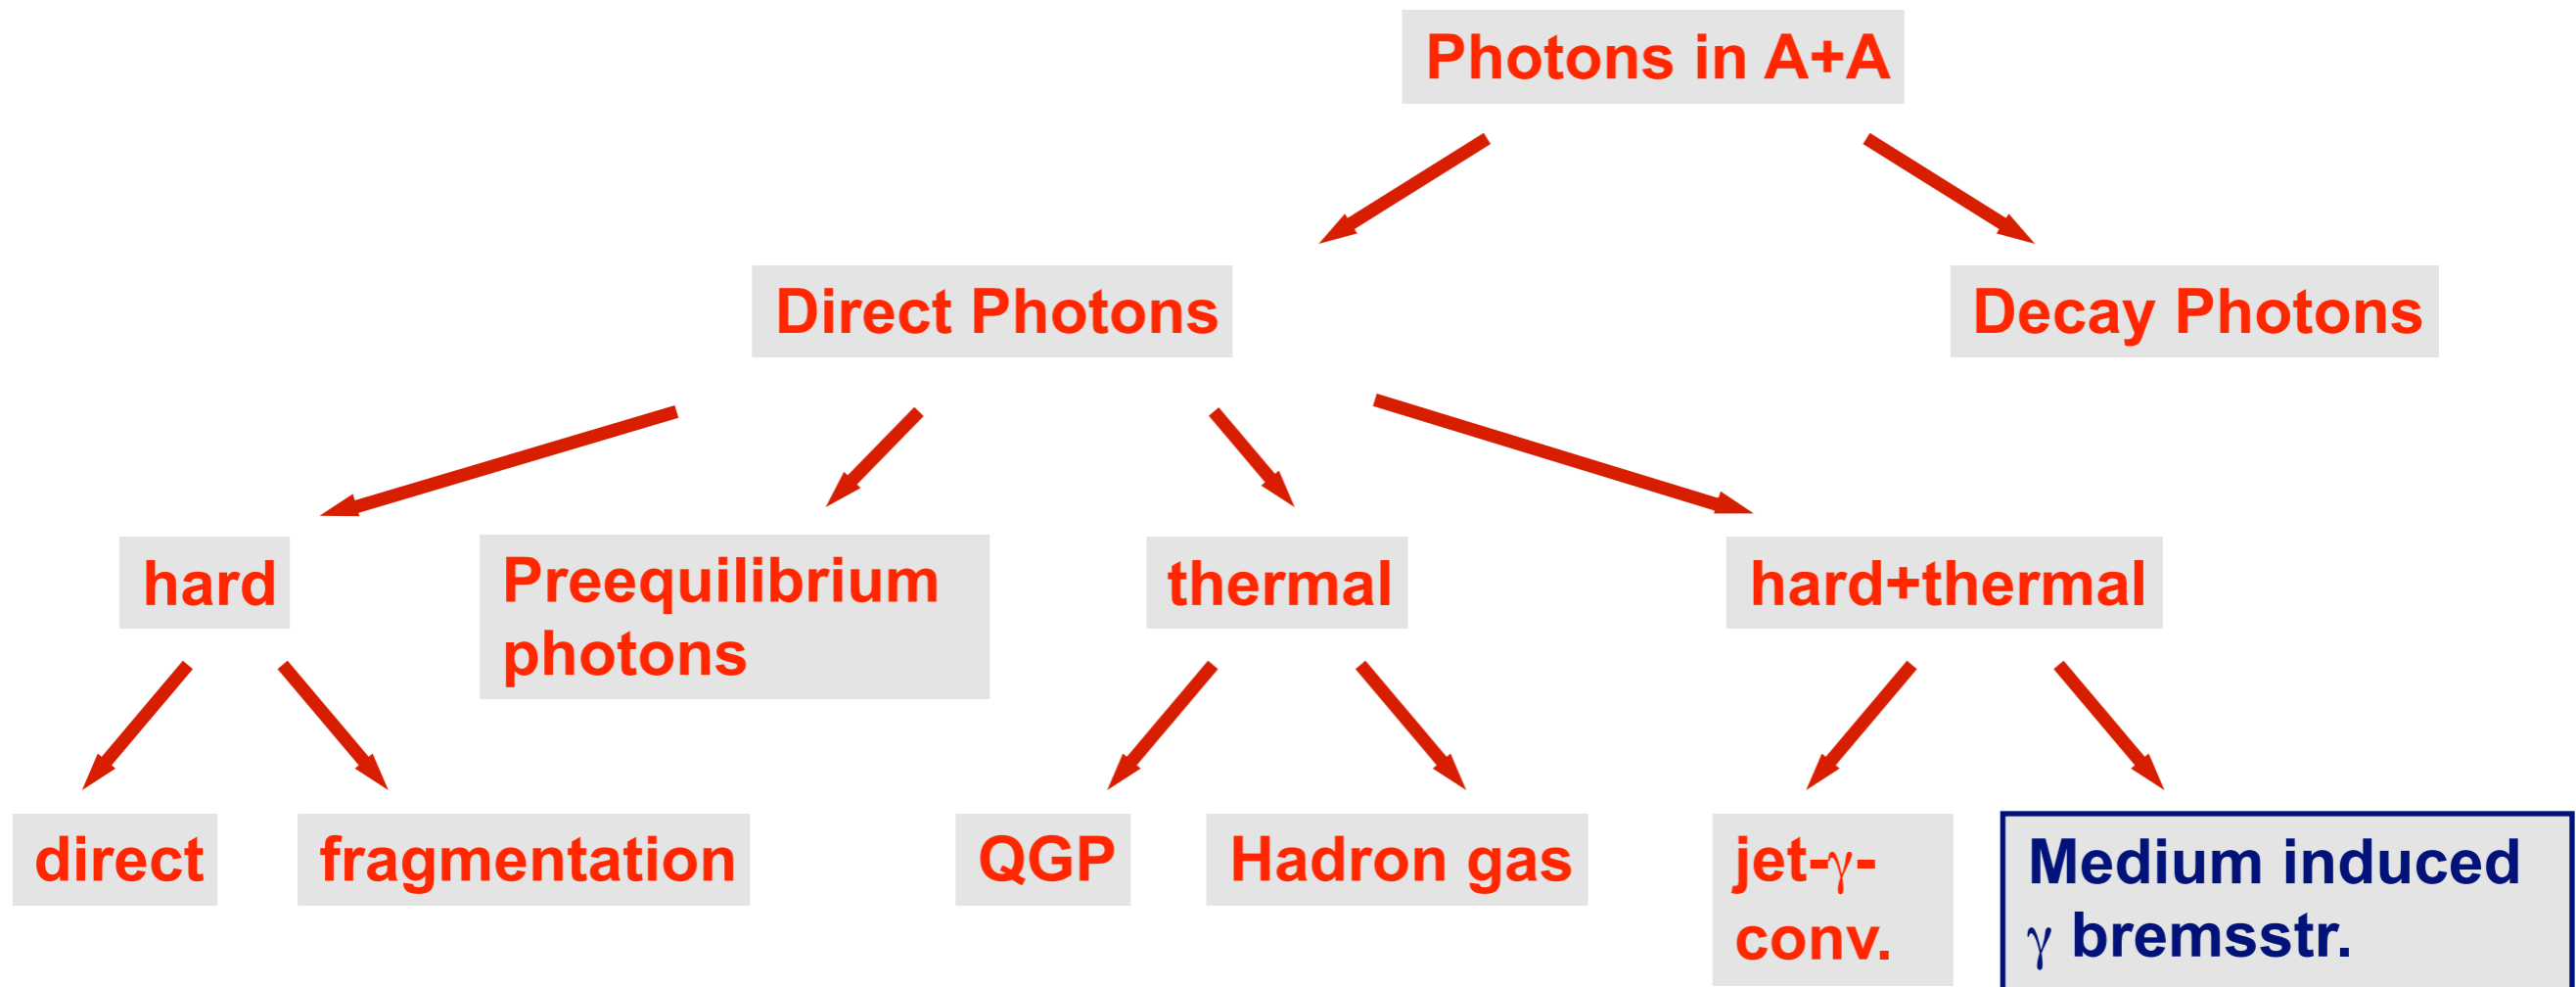 Photons in A+A
Direct Photons
Decay Photons
hard
Preequilibrium
photons
thermal
hard+thermal
direct
fragmentation
QGP
Hadron gas
jet-γ-
conv.
Medium induced
γ bremsstr.